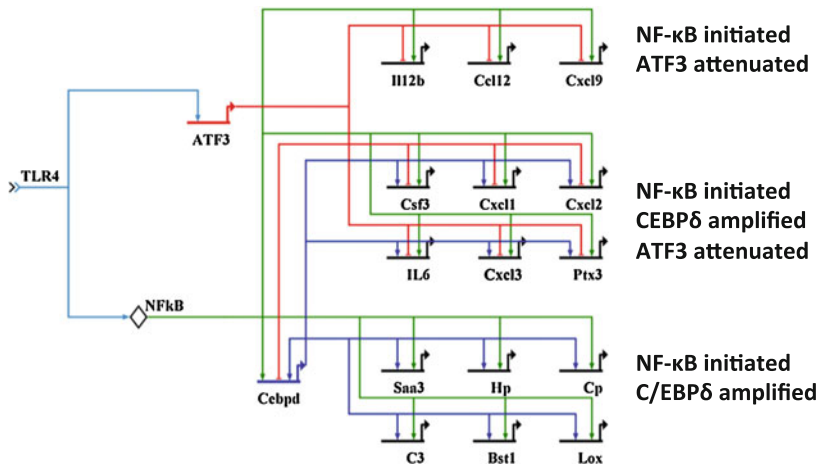 NF-κB initiated
ATF3 attenuated
Il12b Ccl12 Cxcl9
ATF3
TLR4
Csf3 Cxcl1 Cxcl2
NF-κB initiated
CEBPδ amplified
ATF3 attenuated
IL6 Cxcl3 Ptx3
NFkB
NF-κB initiated
C/EBPδ amplified
Cebpd
Saa3 Hp Cp
C3 Bst1 Lox